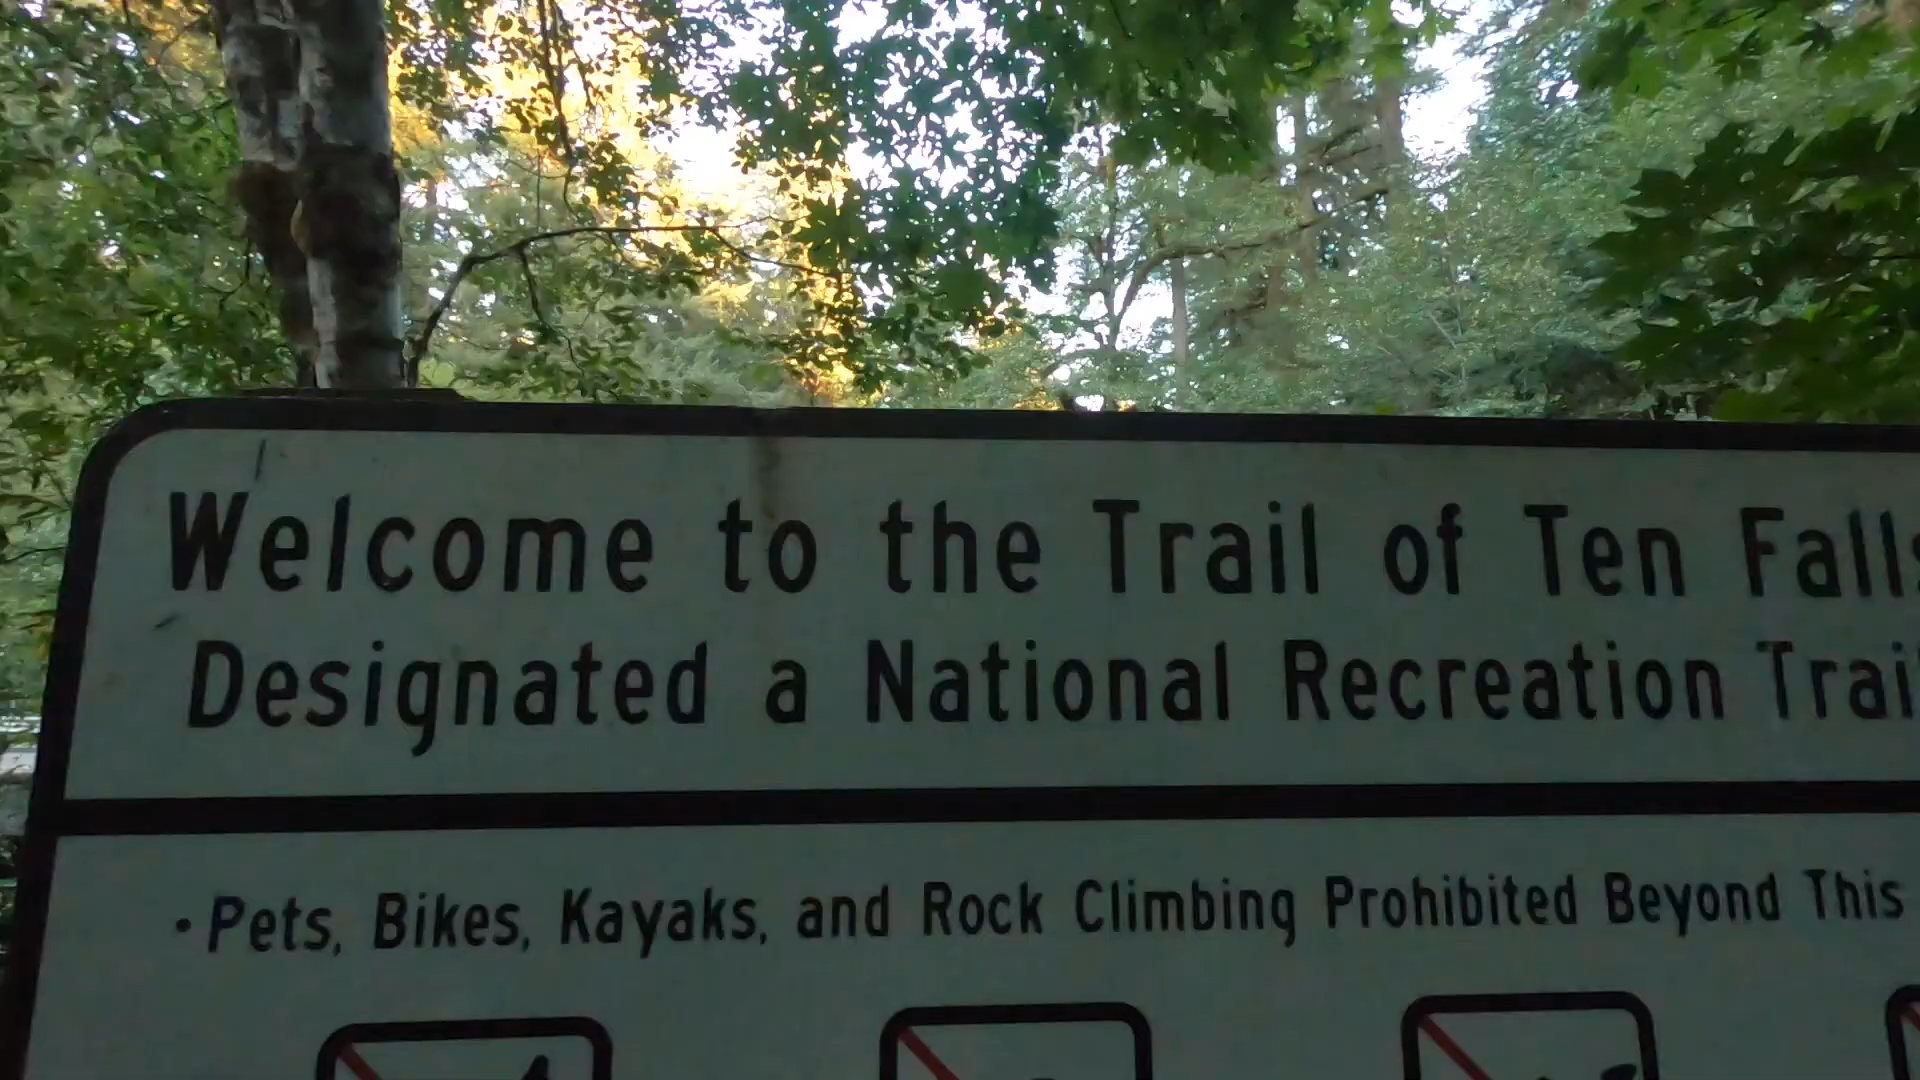 Welcome to the Trail of Ten Falls
Designated a National Recreation Trail
• Pets, Bikes, Kayaks, and Rock Climbing Prohibited Beyond This